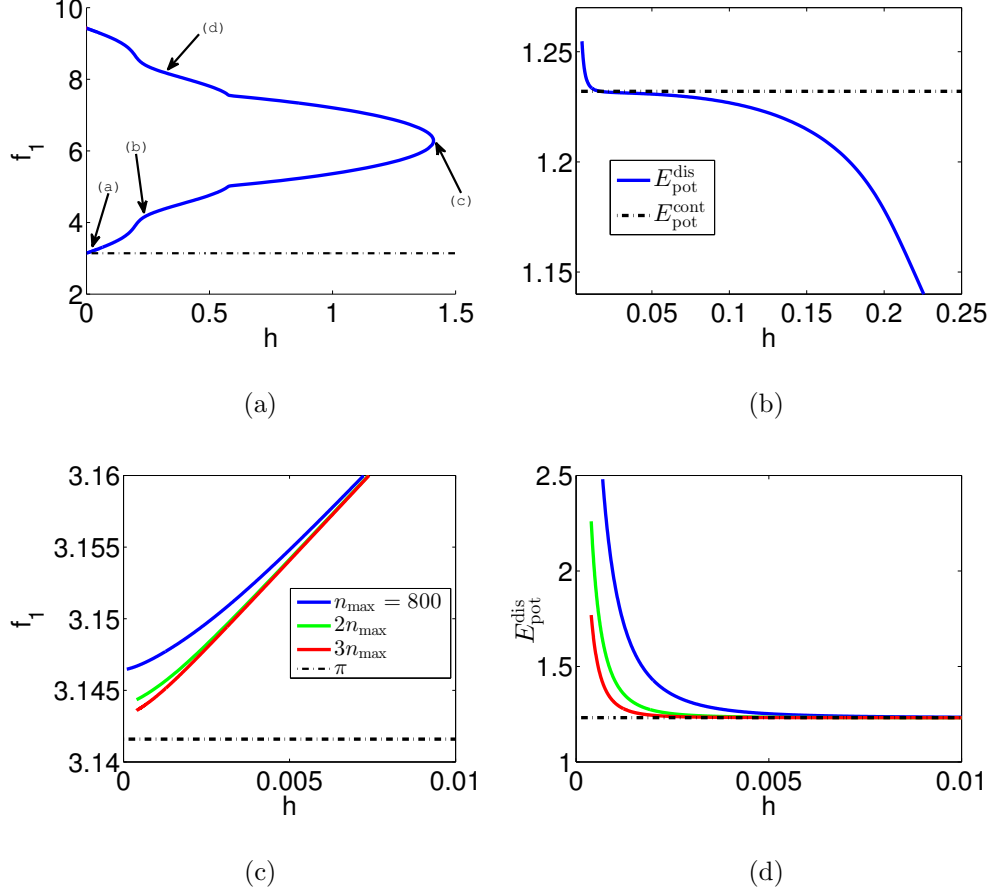 10
8
6
4
2
f_1
(a)
(b)
(d)
(c)
0
0.5
1
1.5
h
(a)
1.25
1.2
1.15
E_pot^dis
E_pot^cont
0.05
0.1
0.15
0.2
0.25
h
(b)
3.16
3.155
3.15
3.145
3.14
f_1
n_max = 800
2n_max
3n_max
π
0
0.005
0.01
h
(c)
2.5
2
1.5
1
E_pot^dis
0
0.005
0.01
h
(d)